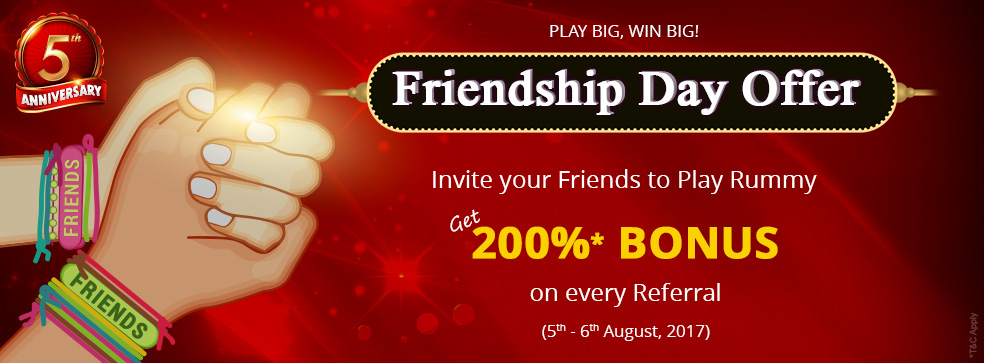 5th
ANNIVERSARY
PLAY BIG, WIN BIG!
Friendship Day Offer
Invite your Friends to Play Rummy
Get
200%* BONUS
on every Referral
(5th - 6th August, 2017)
FRIENDS
FRIENDS
*T&C Apply